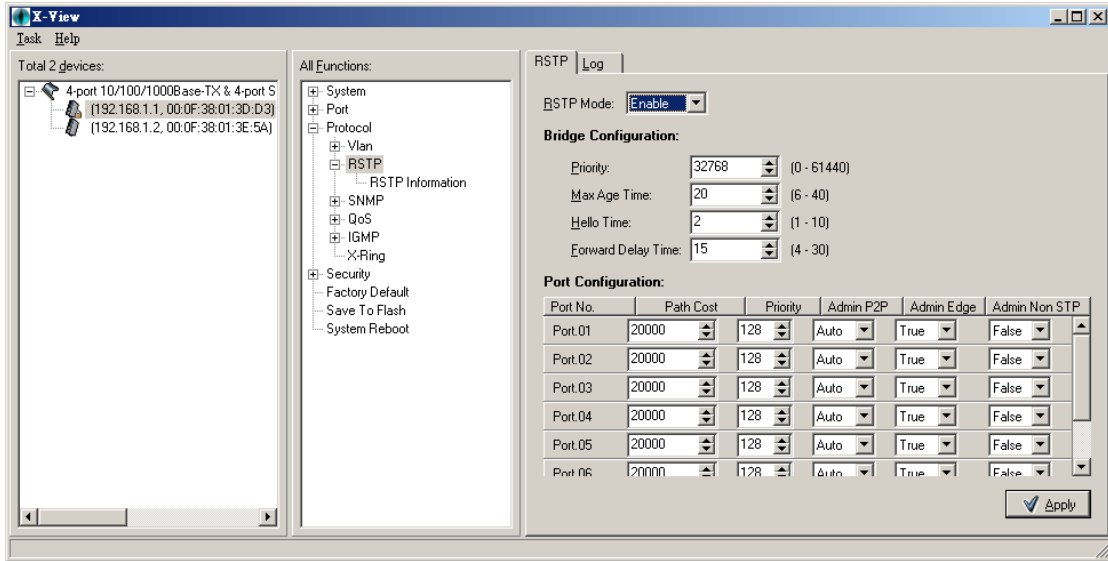 X-View
Task Help
Total 2 devices:
4-port 10/100/1000Base-TX & 4-port S
(192.168.1.1, 00:0F:38:01:3D:D3)
(192.168.1.2, 00:0F:38:01:3E:5A)
All Functions:
System
Port
Protocol
Vlan
RSTP
RSTP Information
SNMP
QoS
IGMP
X-Ring
Security
Factory Default
Save To Flash
System Reboot
RSTP Log
RSTP Mode: Enable
Bridge Configuration:
Priority: 32768 (0 - 61440)
Max Age Time: 20 (6 - 40)
Hello Time: 2 (1 - 10)
Forward Delay Time: 15 (4 - 30)
Port Configuration:
Port No. Path Cost Priority Admin P2P Admin Edge Admin Non STP
Port.01 20000 128 Auto True False
Port.02 20000 128 Auto True False
Port.03 20000 128 Auto True False
Port.04 20000 128 Auto True False
Port.05 20000 128 Auto True False
Port.06 20000 128 Auto True False
Apply